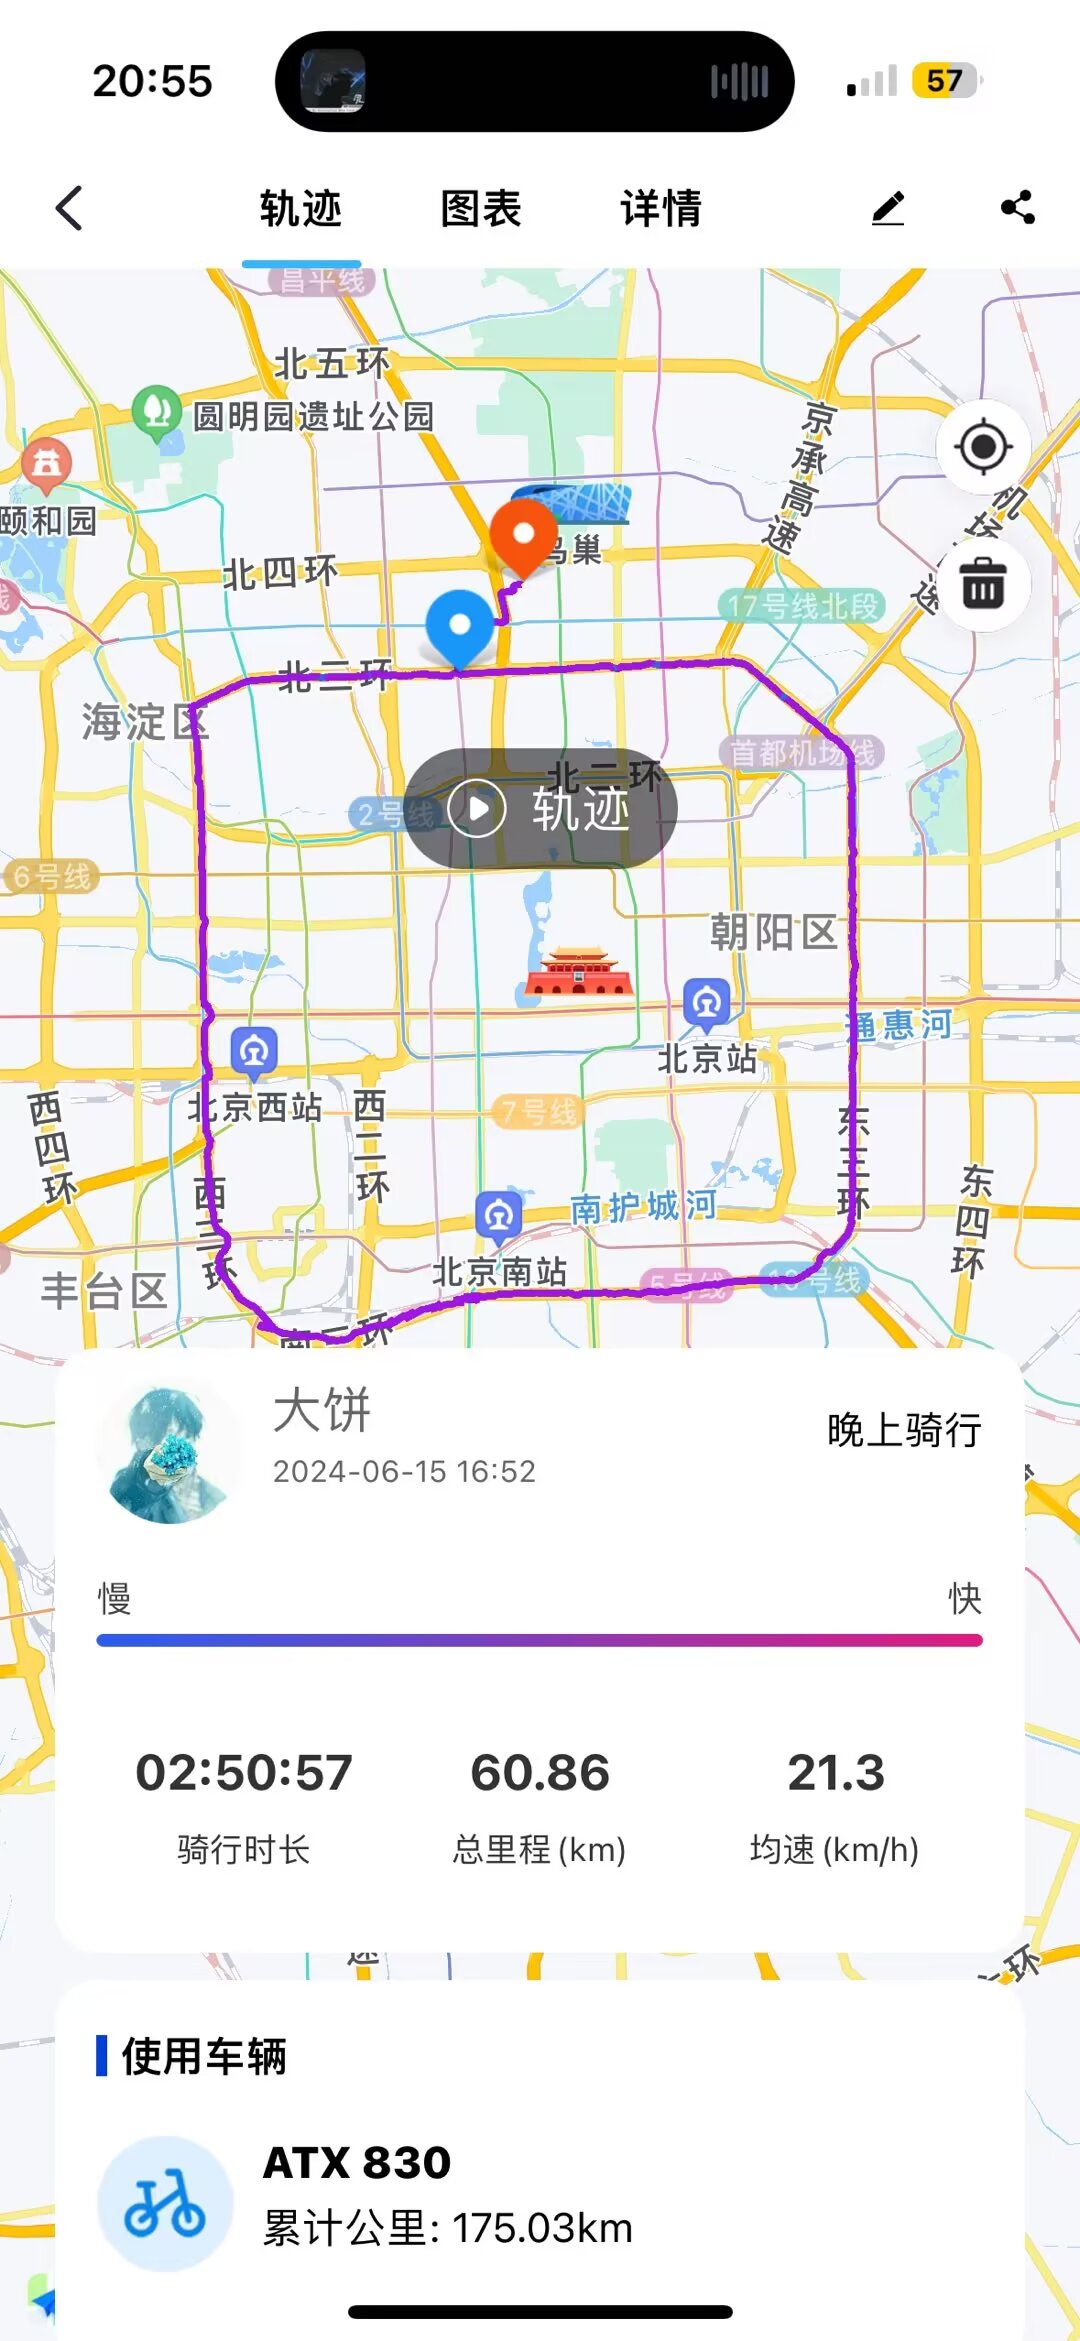 20:55
57
轨迹
图表
详情
昌平线
北五环
圆明园遗址公园
京承高速
颐和园
机场
速
鸟巢
北四环
17号线北段
北三环
海淀区
首都机场线
北二环
2号线
轨迹
6号线
朝阳区
通惠河
北京站
北京西站
西四环
西二环
7号线
东三环
西三环
南护城河
东四环
北京南站
丰台区
5号线
10号线
南三环
大饼
2024-06-15 16:52
晚上骑行
慢
快
02:50:57
60.86
21.3
骑行时长
总里程(km)
均速(km/h)
环
使用车辆
ATX 830
累计公里: 175.03km